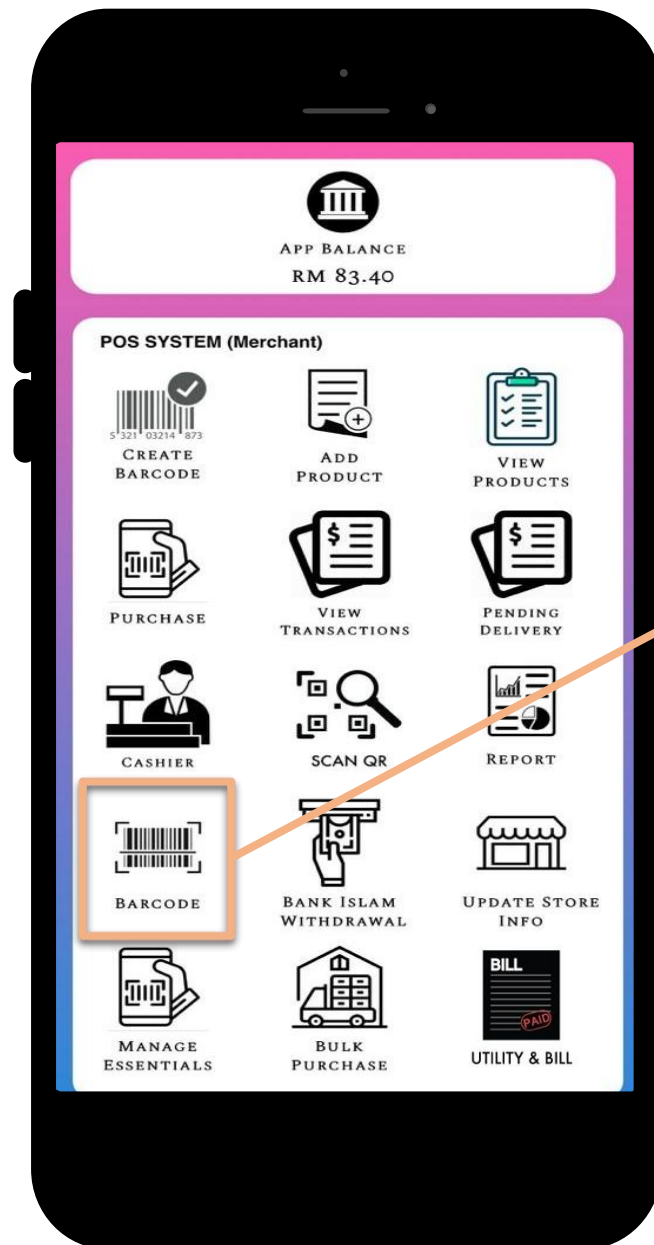 APP BALANCE
RM 83.40
POS SYSTEM (Merchant)
5 321 03214 873
CREATE
BARCODE
ADD
PRODUCT
VIEW
PRODUCTS
PURCHASE
$
VIEW
TRANSACTIONS
$
PENDING
DELIVERY
CASHIER
SCAN QR
REPORT
BARCODE
BANK ISLAM
WITHDRAWAL
UPDATE STORE
INFO
MANAGE
ESSENTIALS
BULK
PURCHASE
BILL
PAID
UTILITY & BILL